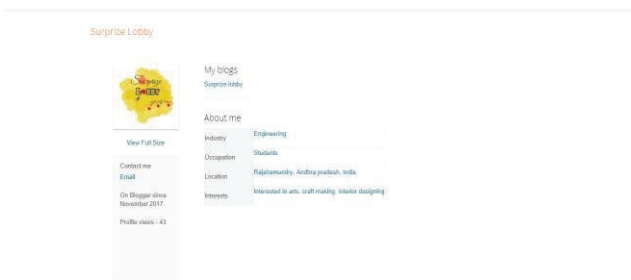 Surprize Lobby
View Full Size
Contact me
Email
On Blogger since
November 2017
Profile views - 43
My blogs
Surprize lobby
About me
Industry Engineering
Occupation Students
Location Rajahamundry, Andhra pradesh, India
Interests Interested in arts, craft making, Interior designing